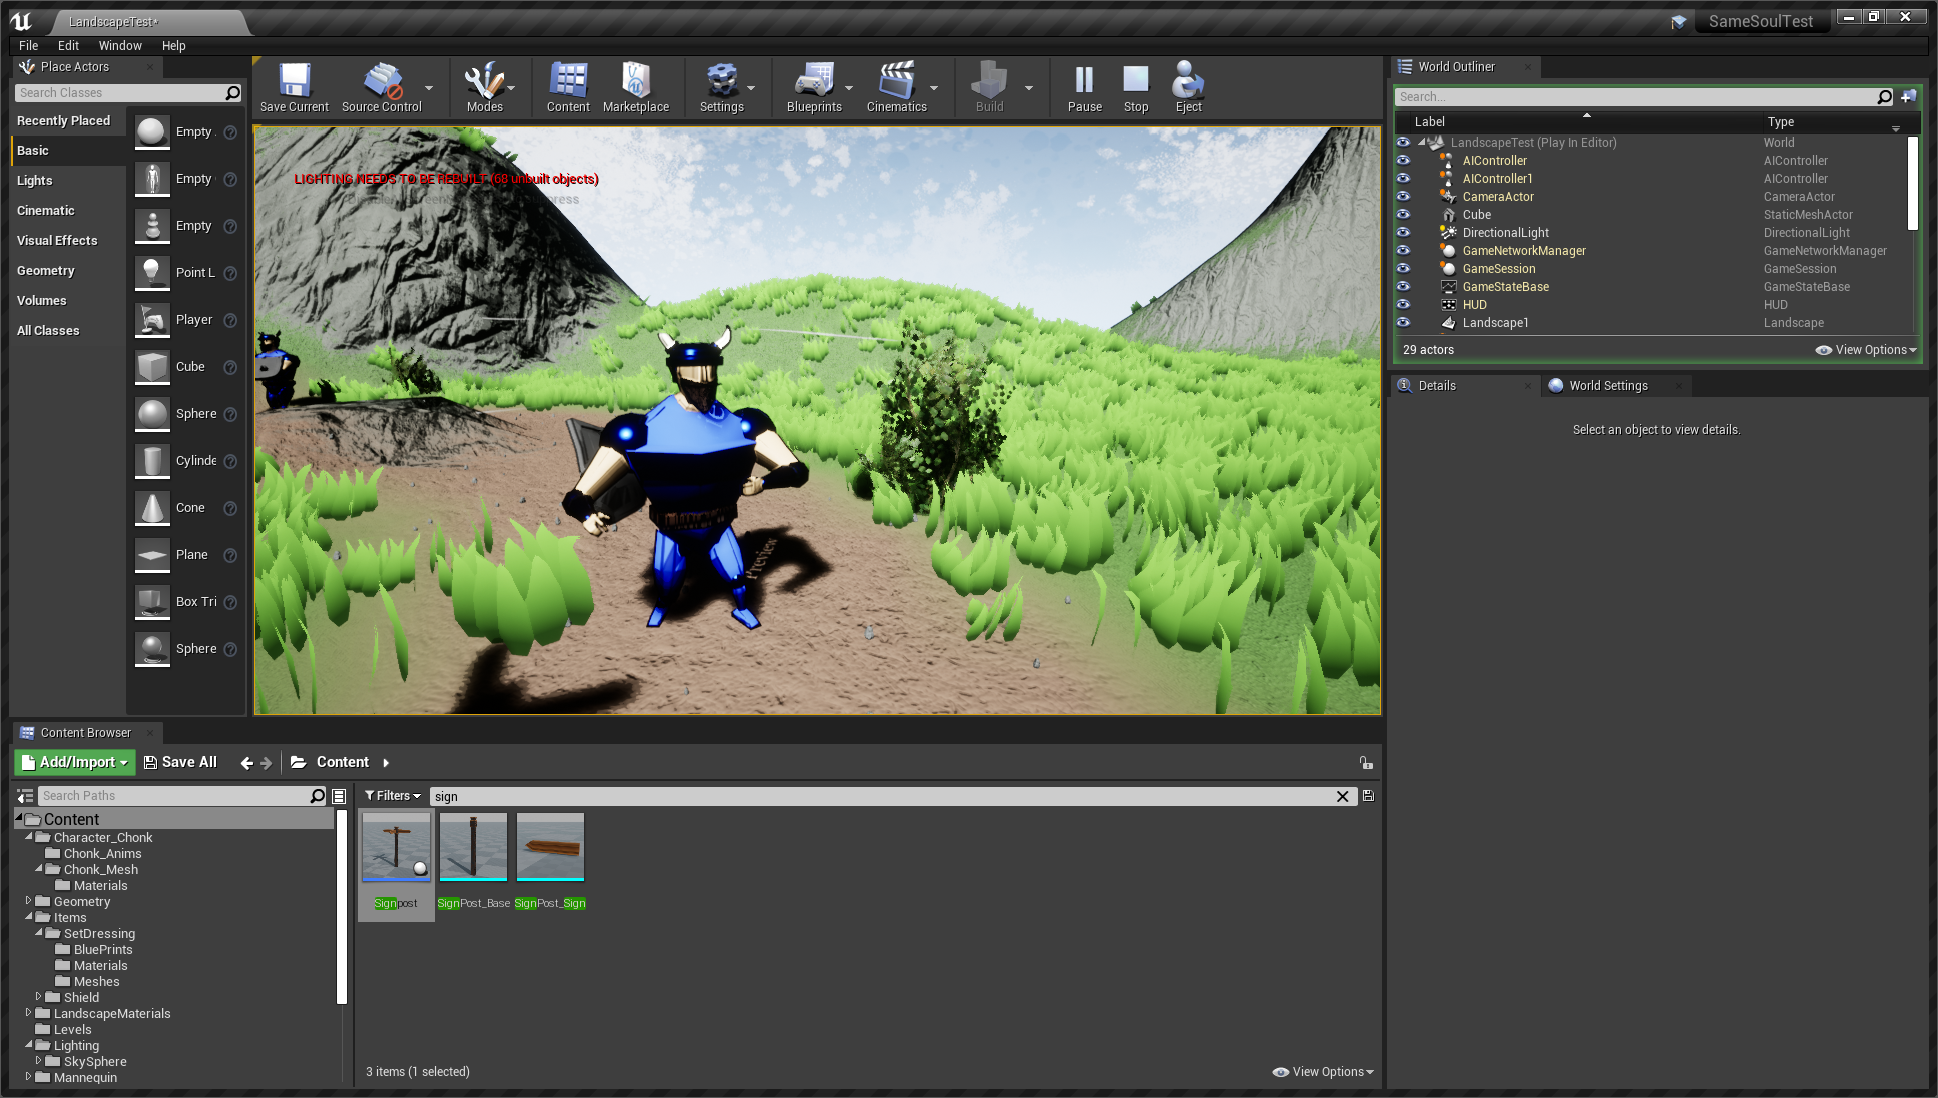 LandscapeTest*
SameSoulTest
File Edit Window Help
Place Actors
Search Classes
Recently Placed
Basic
Lights
Cinematic
Visual Effects
Geometry
Volumes
All Classes
Empty
Empty
Empty
Point L
Player
Cube
Sphere
Cylinde
Cone
Plane
Box Tri
Sphere
Save Current
Source Control
Modes
Content
Marketplace
Settings
Blueprints
Cinematics
Build
Pause
Stop
Eject
LIGHTING NEEDS TO BE REBUILT (68 unbuilt objects)
Preview
World Outliner
Search...
Label Type
LandscapeTest (Play In Editor) World
AIController AIController
AIController1 AIController
CameraActor CameraActor
Cube StaticMeshActor
DirectionalLight DirectionalLight
GameNetworkManager GameNetworkManager
GameSession GameSession
GameStateBase GameStateBase
HUD HUD
Landscape1 Landscape
29 actors View Options
Details World Settings
Select an object to view details.
Content Browser
Add/Import Save All Content
Search Paths
Filters sign
Content
Character_Chonk
Chonk_Anims
Chonk_Mesh
Materials
Geometry
Items
SetDressing
BluePrints
Materials
Meshes
Shield
LandscapeMaterials
Levels
Lighting
SkySphere
Mannequin
Signpost SignPost_Base SignPost_Sign
3 items (1 selected) View Options